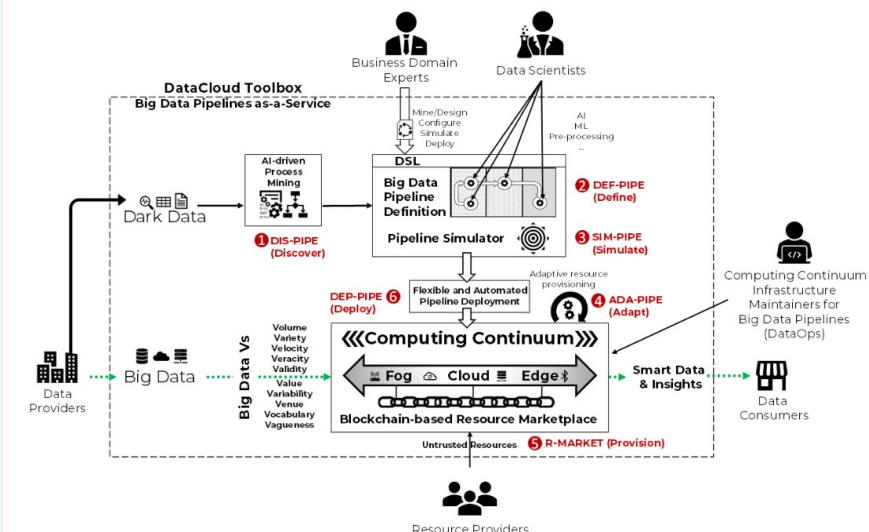 Business Domain
Experts
Data Scientists
DataCloud Toolbox
Big Data Pipelines as-a-Service
Mine/Design
Configure
Simulate
Deploy
AI
ML
Pre-processing
...
AI-driven
Process
Mining
DSL
Big Data
Pipeline
Definition
2 DEF-PIPE
(Define)
Dark Data
1 DIS-PIPE
(Discover)
Pipeline Simulator
3 SIM-PIPE
(Simulate)
Adaptive resource
provisioning
DEP-PIPE 6
(Deploy)
Flexible and Automated
Pipeline Deployment
4 ADA-PIPE
(Adapt)
Computing Continuum
Infrastructure
Maintainers for
Big Data Pipelines
(DataOps)
Data
Providers
Big Data
Big Data Vs
Volume
Variety
Velocity
Veracity
Validity
Value
Variability
Venue
Vocabulary
Vagueness
Computing Continuum
Fog
Cloud
Edge
Blockchain-based Resource Marketplace
Smart Data
& Insights
Data
Consumers
Untrusted Resources
5 R-MARKET (Provision)
Resource Providers